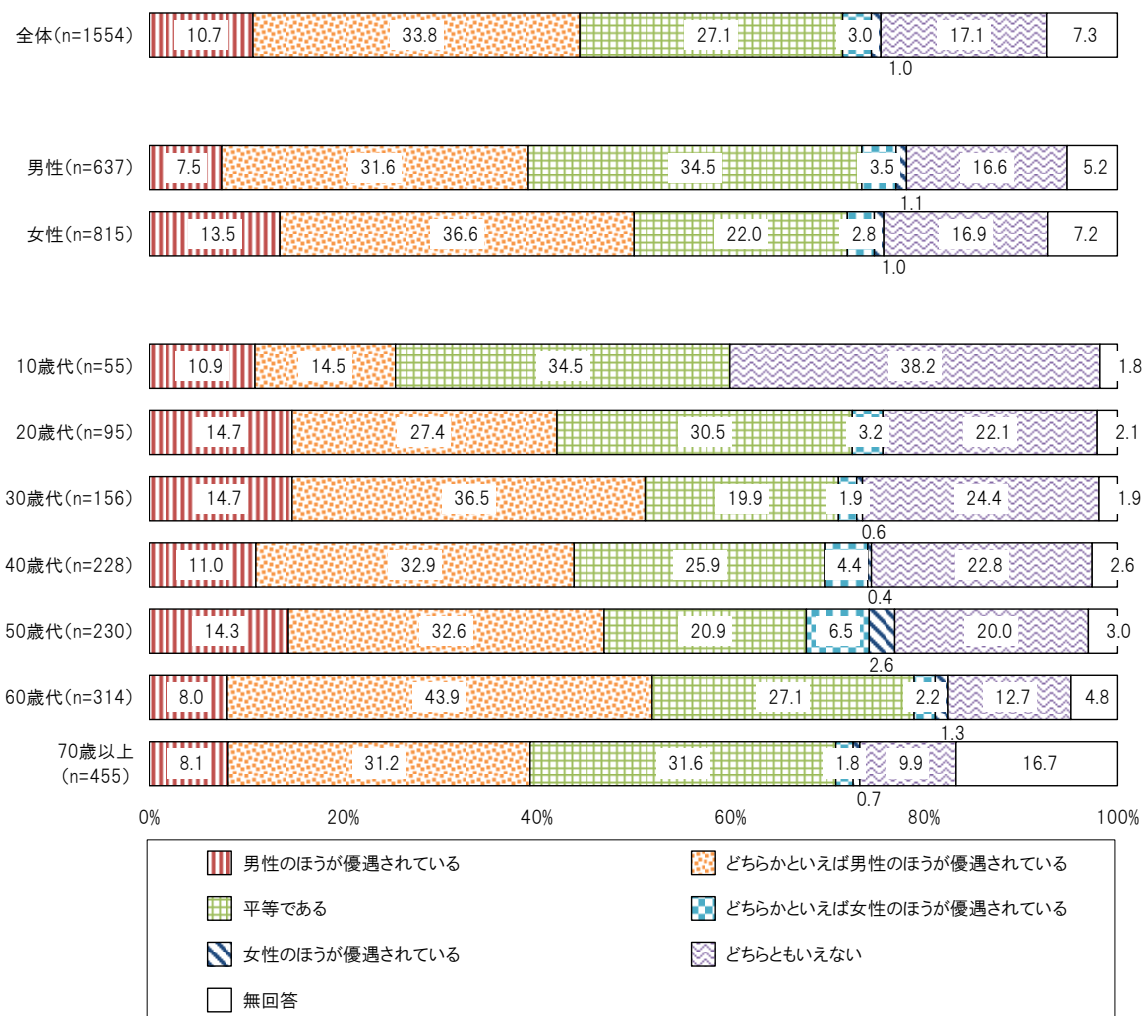 全体(n=1554) 10.7 33.8 27.1 3.0 17.1 7.3
1.0
男性(n=637) 7.5 31.6 34.5 3.5 16.6 5.2
1.1
女性(n=815) 13.5 36.6 22.0 2.8 16.9 7.2
1.0
10歳代(n=55) 10.9 14.5 34.5 38.2 1.8
20歳代(n=95) 14.7 27.4 30.5 3.2 22.1 2.1
30歳代(n=156) 14.7 36.5 19.9 1.9 24.4 1.9
0.6
40歳代(n=228) 11.0 32.9 25.9 4.4 22.8 2.6
0.4
50歳代(n=230) 14.3 32.6 20.9 6.5 20.0 3.0
2.6
60歳代(n=314) 8.0 43.9 27.1 2.2 12.7 4.8
1.3
70歳以上
(n=455) 8.1 31.2 31.6 1.8 9.9 16.7
0.7
0% 20% 40% 60% 80% 100%
男性のほうが優遇されている どちらかといえば男性のほうが優遇されている
平等である どちらかといえば女性のほうが優遇されている
女性のほうが優遇されている どちらともいえない
無回答